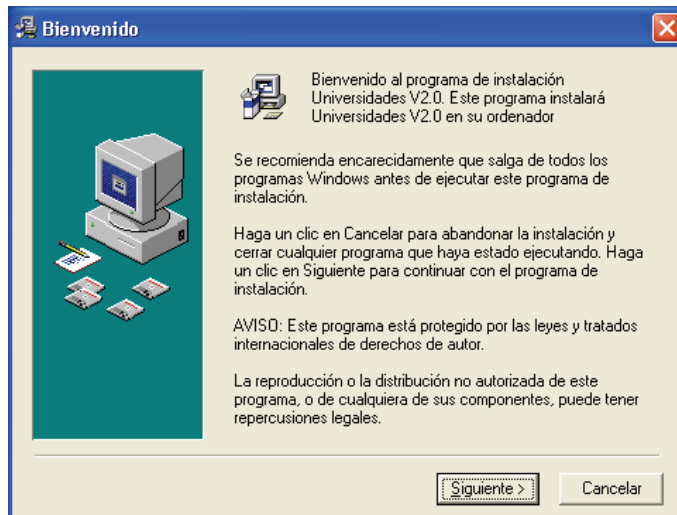 Bienvenido
Bienvenido al programa de instalación
Universidades V2.0. Este programa instalará
Universidades V2.0 en su ordenador
Se recomienda encarecidamente que salga de todos los
programas Windows antes de ejecutar este programa de
instalación.
Haga un clic en Cancelar para abandonar la instalación y
cerrar cualquier programa que haya estado ejecutando. Haga
un clic en Siguiente para continuar con el programa de
instalación.
AVISO: Este programa está protegido por las leyes y tratados
internacionales de derechos de autor.
La reproducción o la distribución no autorizada de este
programa, o de cualquiera de sus componentes, puede tener
repercusiones legales.
Siguiente >
Cancelar